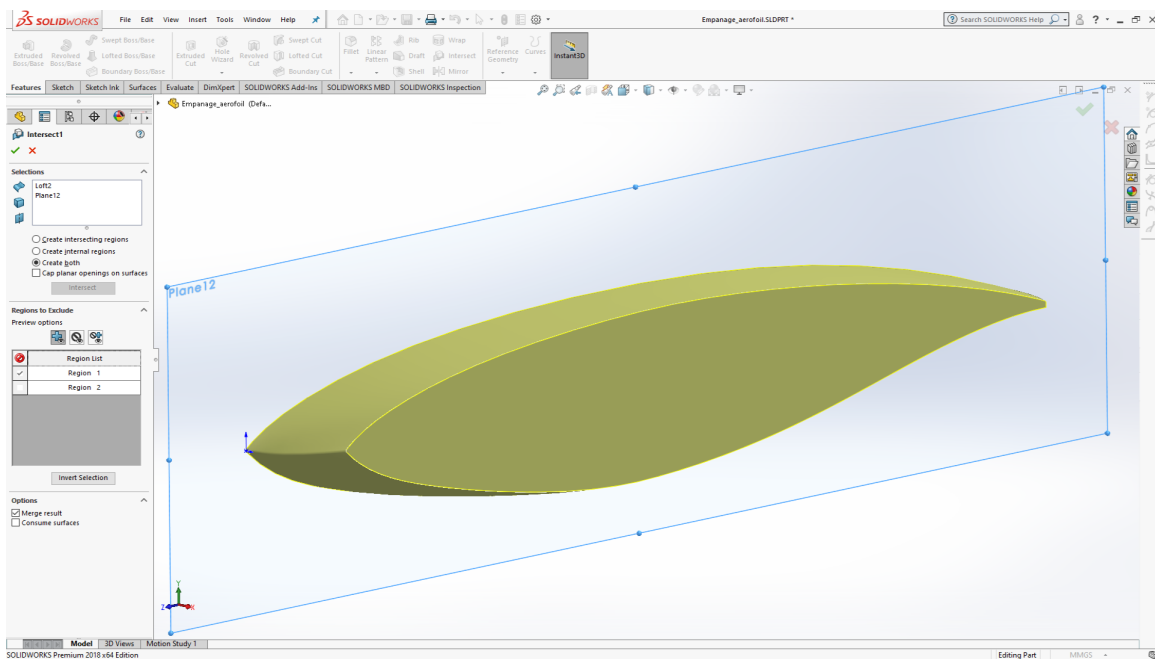 SOLIDWORKS File Edit View Insert Tools Window Help Empanage_aerofoil.SLDPRT * Search SOLIDWORKS Help
Extruded Boss/Base
Revolved Boss/Base
Swept Boss/Base
Lofted Boss/Base
Boundary Boss/Base
Extruded Cut
Hole Wizard
Revolved Cut
Swept Cut
Lofted Cut
Boundary Cut
Fillet
Linear Pattern
Rib
Draft
Shell
Wrap
Intersect
Mirror
Reference Geometry
Curves
Instant3D
Features Sketch Sketch Ink Surfaces Evaluate DimXpert SOLIDWORKS Add-Ins SOLIDWORKS MBD SOLIDWORKS Inspection
Empanage_aerofoil (Defa...
Intersect1
Selections
Loft2
Plane12
Create intersecting regions
Create internal regions
Create both
Cap planar openings on surfaces
Intersect
Regions to Exclude
Preview options
Region List
Region 1
Region 2
Invert Selection
Options
Merge result
Consume surfaces
Plane12
Y
Z X
Model 3D Views Motion Study 1
SOLIDWORKS Premium 2018 x64 Edition Editing Part MMGS